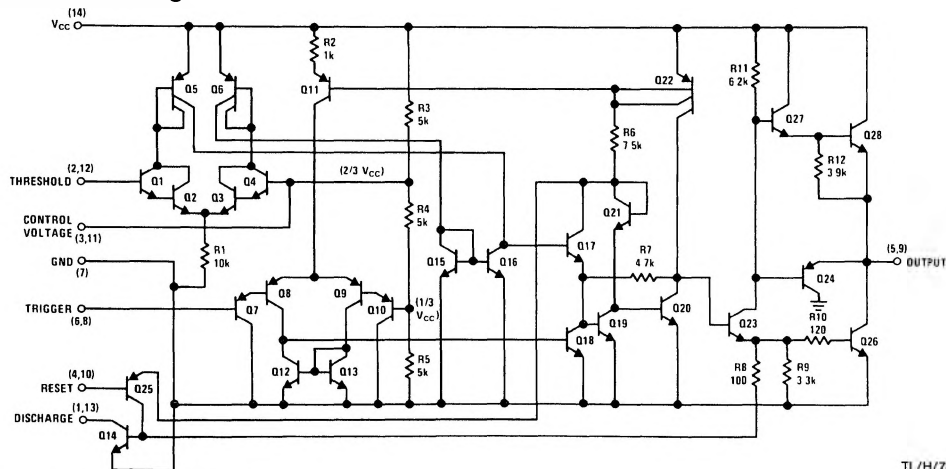 (14)
VCC
R2
1k
R11
6 2k
Q5
Q6
Q11
Q22
Q27
Q28
R3
5k
R6
7 5k
R12
3 9k
(2,12)
THRESHOLD
Q1
Q2
Q3
Q4
(2/3 VCC)
CONTROL
VOLTAGE
(3,11)
R4
5k
Q21
R1
10k
Q15
Q16
Q17
R7
4 7k
(5,9)
OUTPUT
GND
(7)
Q24
TRIGGER
(6,8)
Q7
Q8
Q9
Q10
(1/3
VCC)
Q18
Q19
Q20
Q23
R10
120
Q26
(4,10)
RESET
Q25
Q12
Q13
R5
5k
R8
100
R9
3 3k
DISCHARGE
(1,13)
Q14